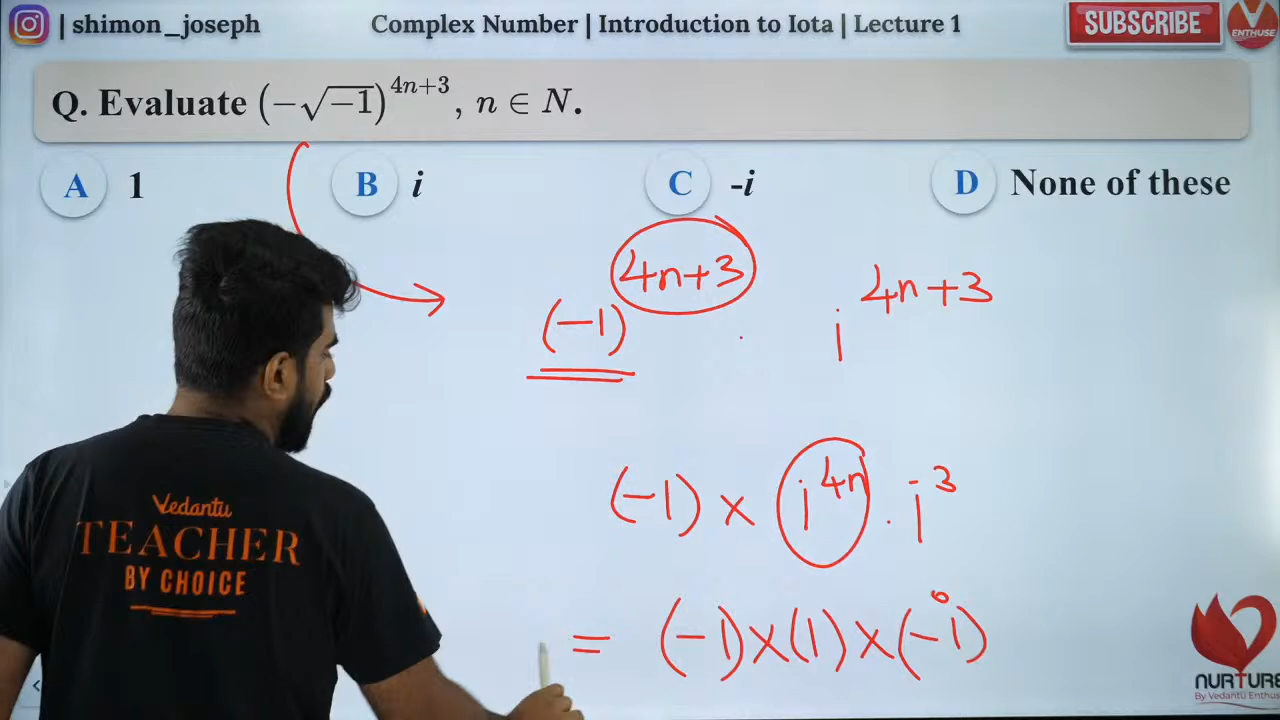 | shimon_joseph
Complex Number | Introduction to Iota | Lecture 1
SUBSCRIBE
V
ENTHUSE
Q. Evaluate (−√−1)^{4n+3}, n ∈ N.
A 1
B i
C -i
D None of these
(−1)^{4n+3} . i^{4n+3}
(−1) × i^{4n} . i^3
= (−1)×(1)×(−i)
Vedantu
TEACHER
BY CHOICE
NURTURE
By Vedantu Enthus